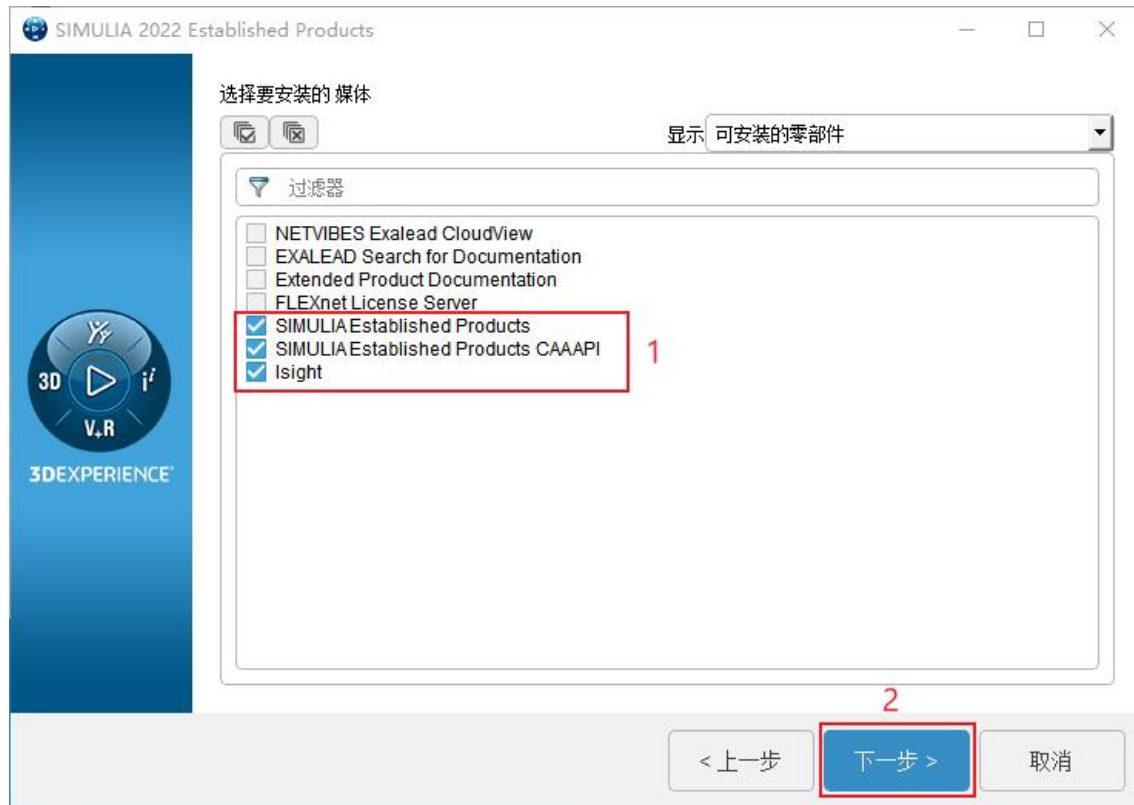 SIMULIA 2022 Established Products
选择要安装的 媒体
显示 可安装的零部件
过滤器
NETVIBES Exalead CloudView
EXALEAD Search for Documentation
Extended Product Documentation
FLEXnet License Server
SIMULIA Established Products
SIMULIA Established Products CAAAPI
Isight
1
3D
i
V+R
3DEXPERIENCE
2
<上一步
下一步 >
取消